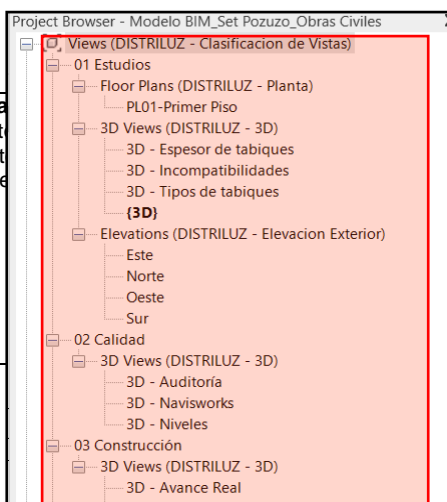 Project Browser - Modelo BIM_Set Pozuzo_Obras Civiles
Views (DISTRILUZ - Clasificacion de Vistas)
01 Estudios
Floor Plans (DISTRILUZ - Planta)
PL01-Primer Piso
3D Views (DISTRILUZ - 3D)
3D - Espesor de tabiques
3D - Incompatibilidades
3D - Tipos de tabiques
{3D}
Elevations (DISTRILUZ - Elevacion Exterior)
Este
Norte
Oeste
Sur
02 Calidad
3D Views (DISTRILUZ - 3D)
3D - Auditoría
3D - Navisworks
3D - Niveles
03 Construcción
3D Views (DISTRILUZ - 3D)
3D - Avance Real